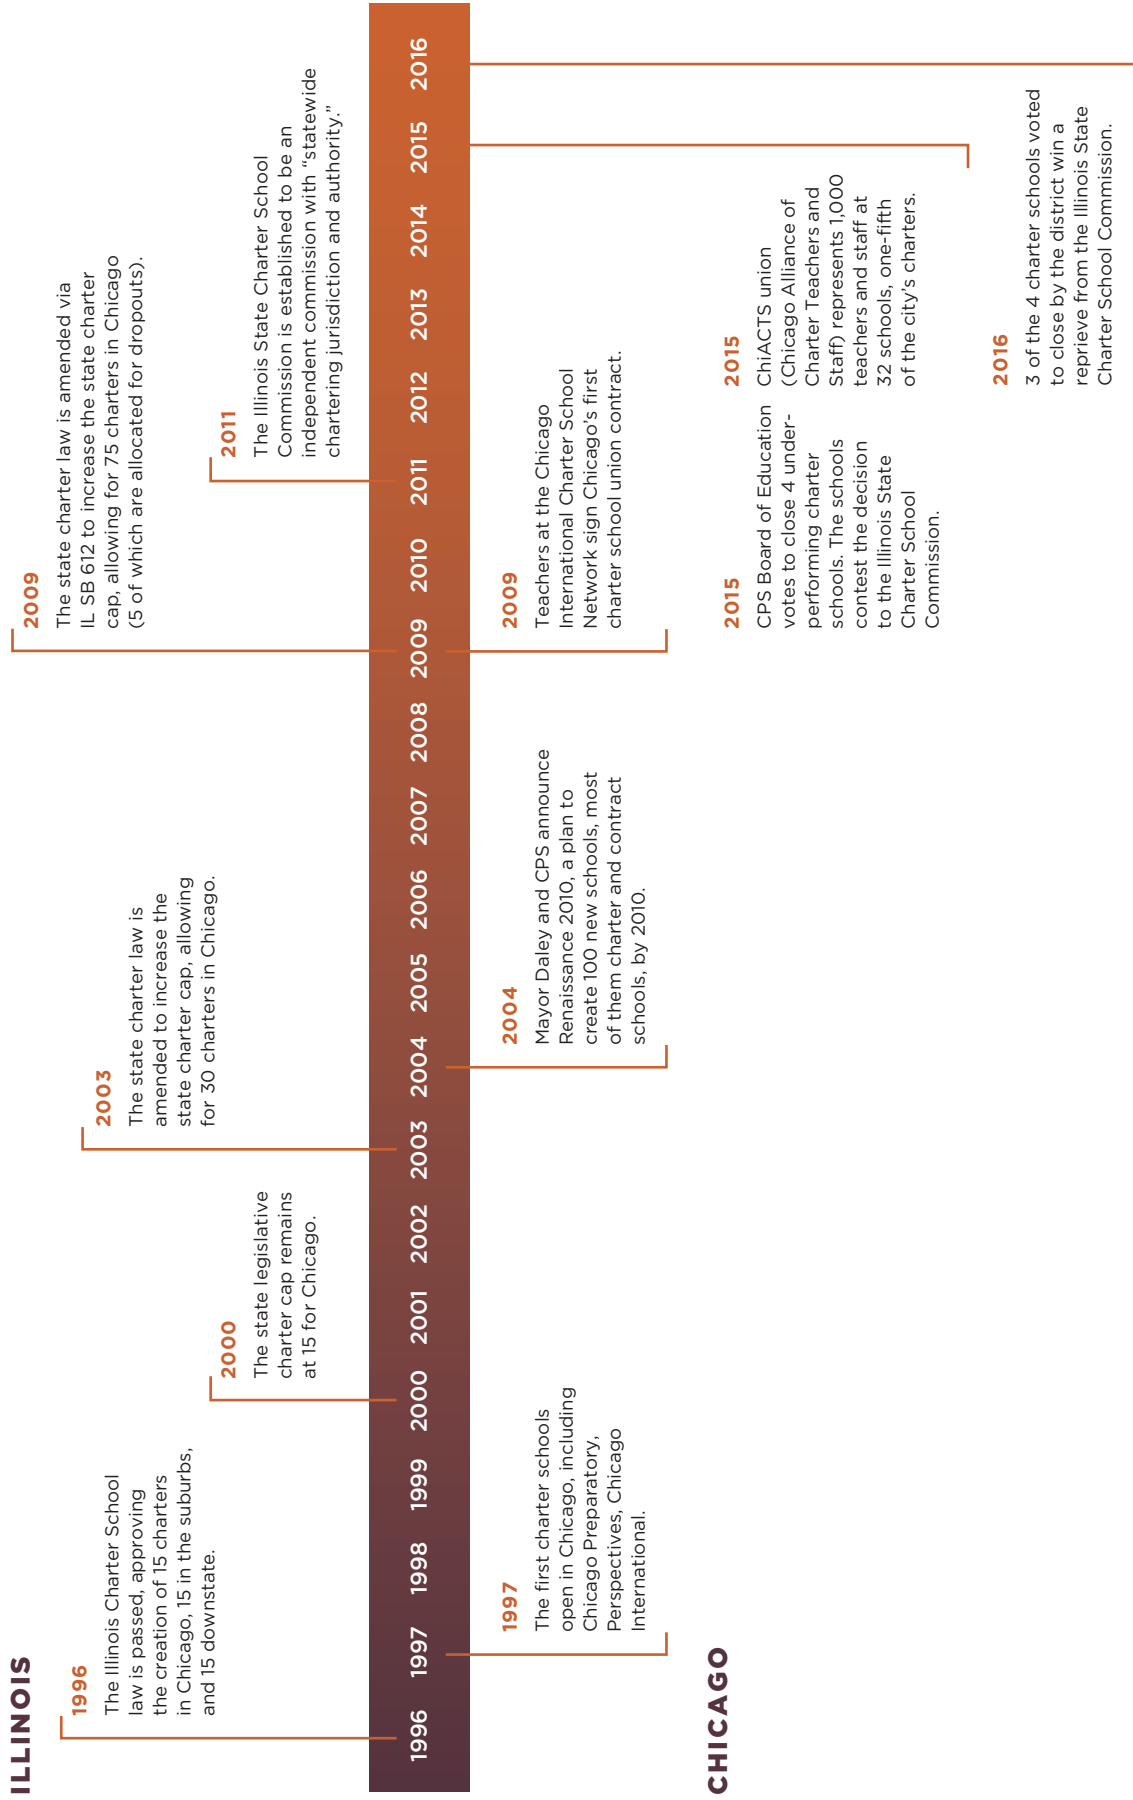 ILLINOIS
1996
The Illinois Charter School
law is passed, approving
the creation of 15 charters
in Chicago, 15 in the suburbs,
and 15 downstate.
2000
The state legislative
charter cap remains
at 15 for Chicago.
2003
The state charter law is
amended to increase the
state charter cap, allowing
for 30 charters in Chicago.
2009
The state charter law is amended via
IL SB 612 to increase the state charter
cap, allowing for 75 charters in Chicago
(5 of which are allocated for dropouts).
2011
The Illinois State Charter School
Commission is established to be an
independent commission with “statewide
chartering jurisdiction and authority.”
1996 1997 1998 1999 2000 2001 2002 2003 2004 2005 2006 2007 2008 2009 2010 2011 2012 2013 2014 2015 2016
1997
The first charter schools
open in Chicago, including
Chicago Preparatory,
Perspectives, Chicago
International.
2004
Mayor Daley and CPS announce
Renaissance 2010, a plan to
create 100 new schools, most
of them charter and contract
schools, by 2010.
2009
Teachers at the Chicago
International Charter School
Network sign Chicago’s first
charter school union contract.
CHICAGO
2015
CPS Board of Education
votes to close 4 under-
performing charter
schools. The schools
contest the decision
to the Illinois State
Charter School
Commission.
2015
ChiACTS union
(Chicago Alliance of
Charter Teachers and
Staff) represents 1,000
teachers and staff at
32 schools, one-fifth
of the city’s charters.
2016
3 of the 4 charter schools voted
to close by the district win a
reprieve from the Illinois State
Charter School Commission.